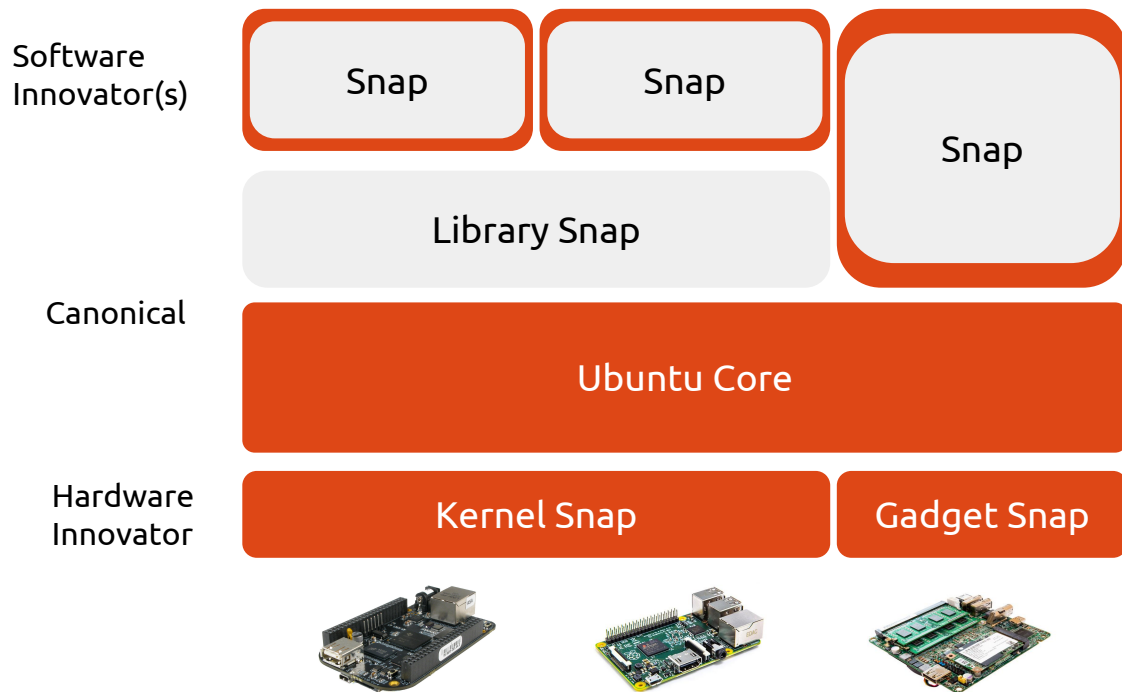 Software
Innovator(s)
Snap
Snap
Snap
Library Snap
Canonical
Ubuntu Core
Hardware
Innovator
Kernel Snap
Gadget Snap